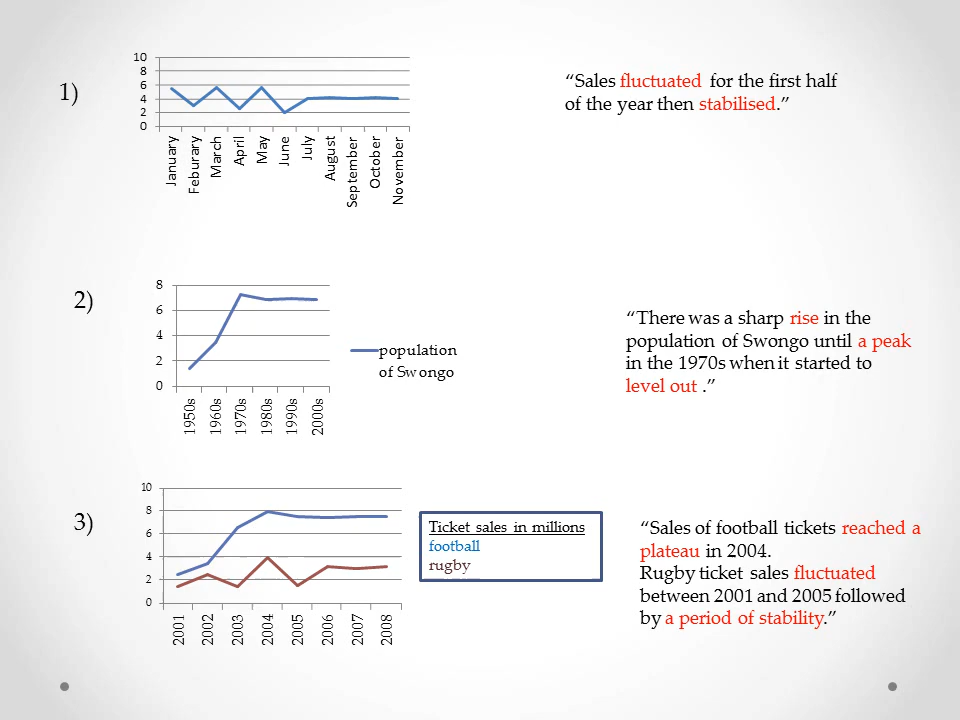 1)
10
8
6
4
2
0
January
Feburary
March
April
May
June
July
August
September
October
November
“Sales fluctuated for the first half
of the year then stabilised.”
2)
8
6
4
2
0
1950s
1960s
1970s
1980s
1990s
2000s
population
of Swongo
“There was a sharp rise in the
population of Swongo until a peak
in the 1970s when it started to
level out .”
3)
10
8
6
4
2
0
2001
2002
2003
2004
2005
2006
2007
2008
Ticket sales in millions
football
rugby
“Sales of football tickets reached a
plateau in 2004.
Rugby ticket sales fluctuated
between 2001 and 2005 followed
by a period of stability.”